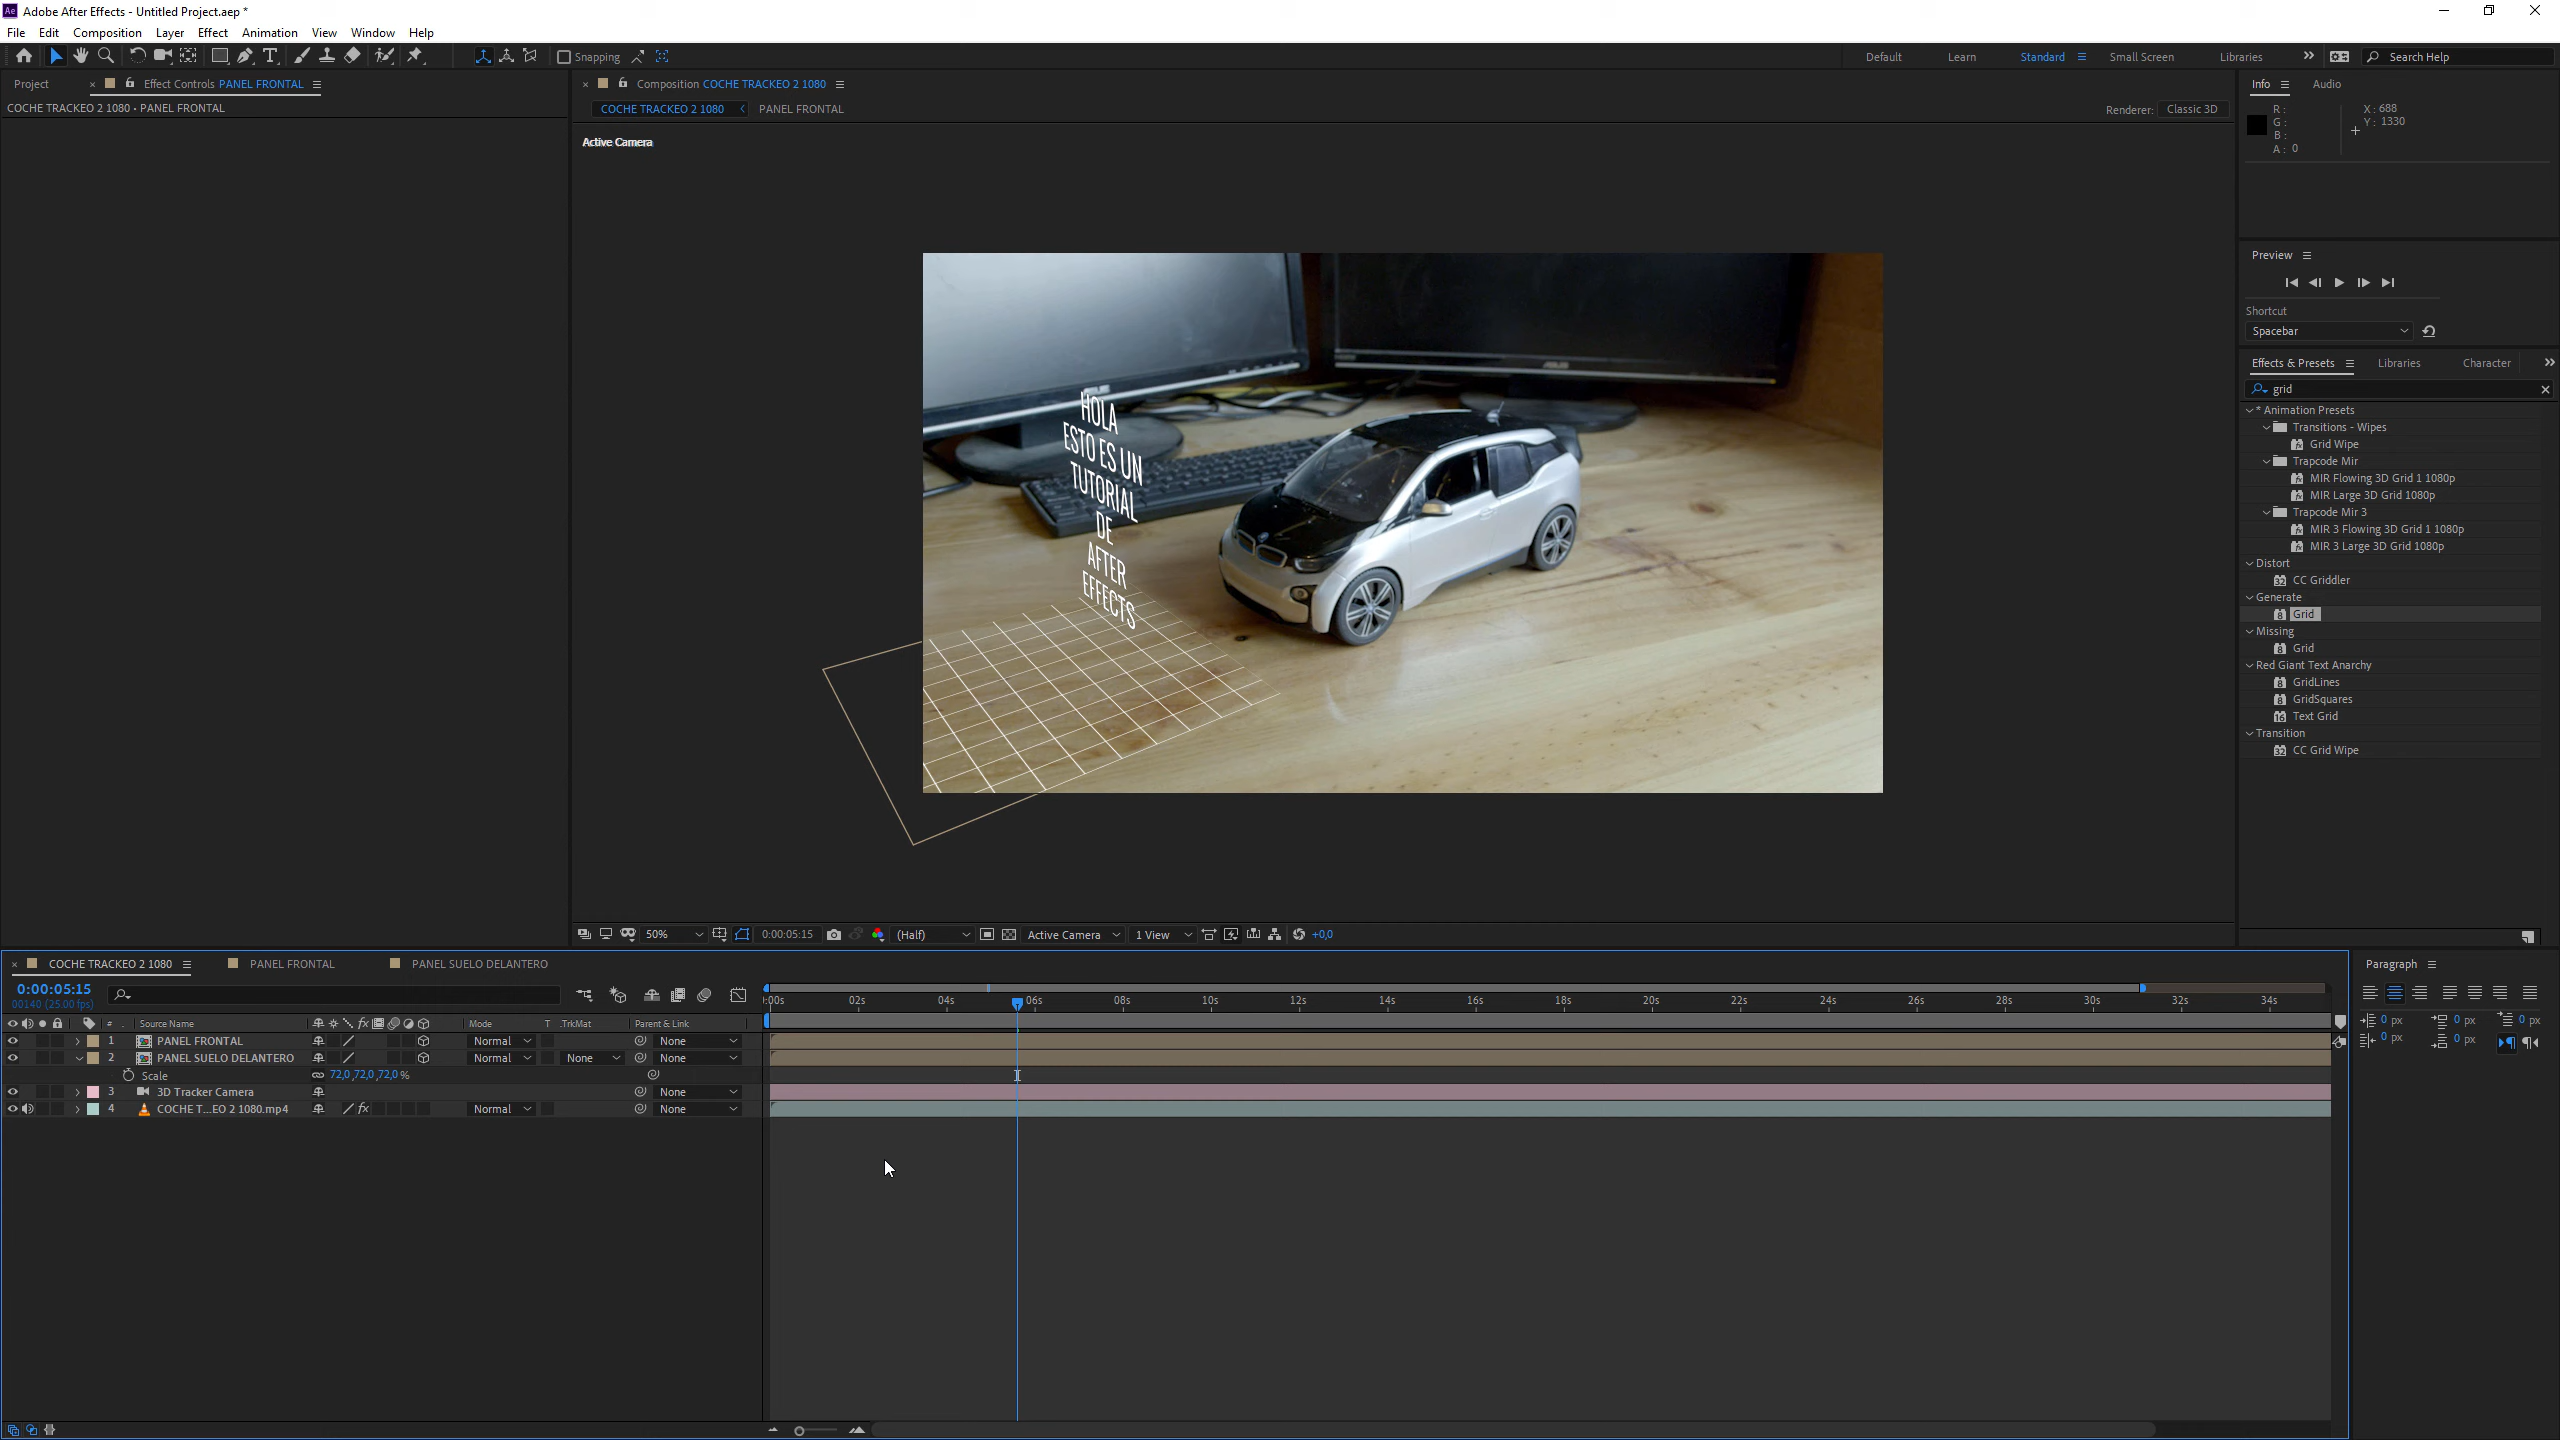 Adobe After Effects - Untitled Project.aep *
File Edit Composition Layer Effect Animation View Window Help
Snapping
Default Learn Standard Small Screen Libraries Search Help
Project Effect Controls PANEL FRONTAL
COCHE TRACKEO 2 1080 • PANEL FRONTAL
Composition COCHE TRACKEO 2 1080
COCHE TRACKEO 2 1080 PANEL FRONTAL
Renderer: Classic 3D
Active Camera
HOLA
ESTO ES UN
TUTORIAL
DE
AFTER
EFFECTS
50% 0:00:05:15 (Half) Active Camera 1 View +0,0
Info Audio
R: X: 688
G: Y: 1330
B:
A: 0
Preview
Shortcut
Spacebar
Effects & Presets Libraries Character
grid
* Animation Presets
Transitions - Wipes
Grid Wipe
Trapcode Mir
MIR Flowing 3D Grid 1 1080p
MIR Large 3D Grid 1080p
Trapcode Mir 3
MIR 3 Flowing 3D Grid 1 1080p
MIR 3 Large 3D Grid 1080p
Distort
CC Griddler
Generate
Grid
Missing
Grid
Red Giant Text Anarchy
GridLines
GridSquares
Text Grid
Transition
CC Grid Wipe
COCHE TRACKEO 2 1080 PANEL FRONTAL PANEL SUELO DELANTERO
0:00:05:15
00140 (25.00 fps)
:00s 02s 04s 06s 08s 10s 12s 14s 16s 18s 20s 22s 24s 26s 28s 30s 32s 34s
# Source Name Mode T .TrkMat Parent & Link
1 PANEL FRONTAL Normal None
2 PANEL SUELO DELANTERO Normal None None
Scale 72,0,72,0,72,0%
3 3D Tracker Camera None
4 COCHE T...EO 2 1080.mp4 Normal None
Paragraph
0 px 0 px 0 px
0 px 0 px